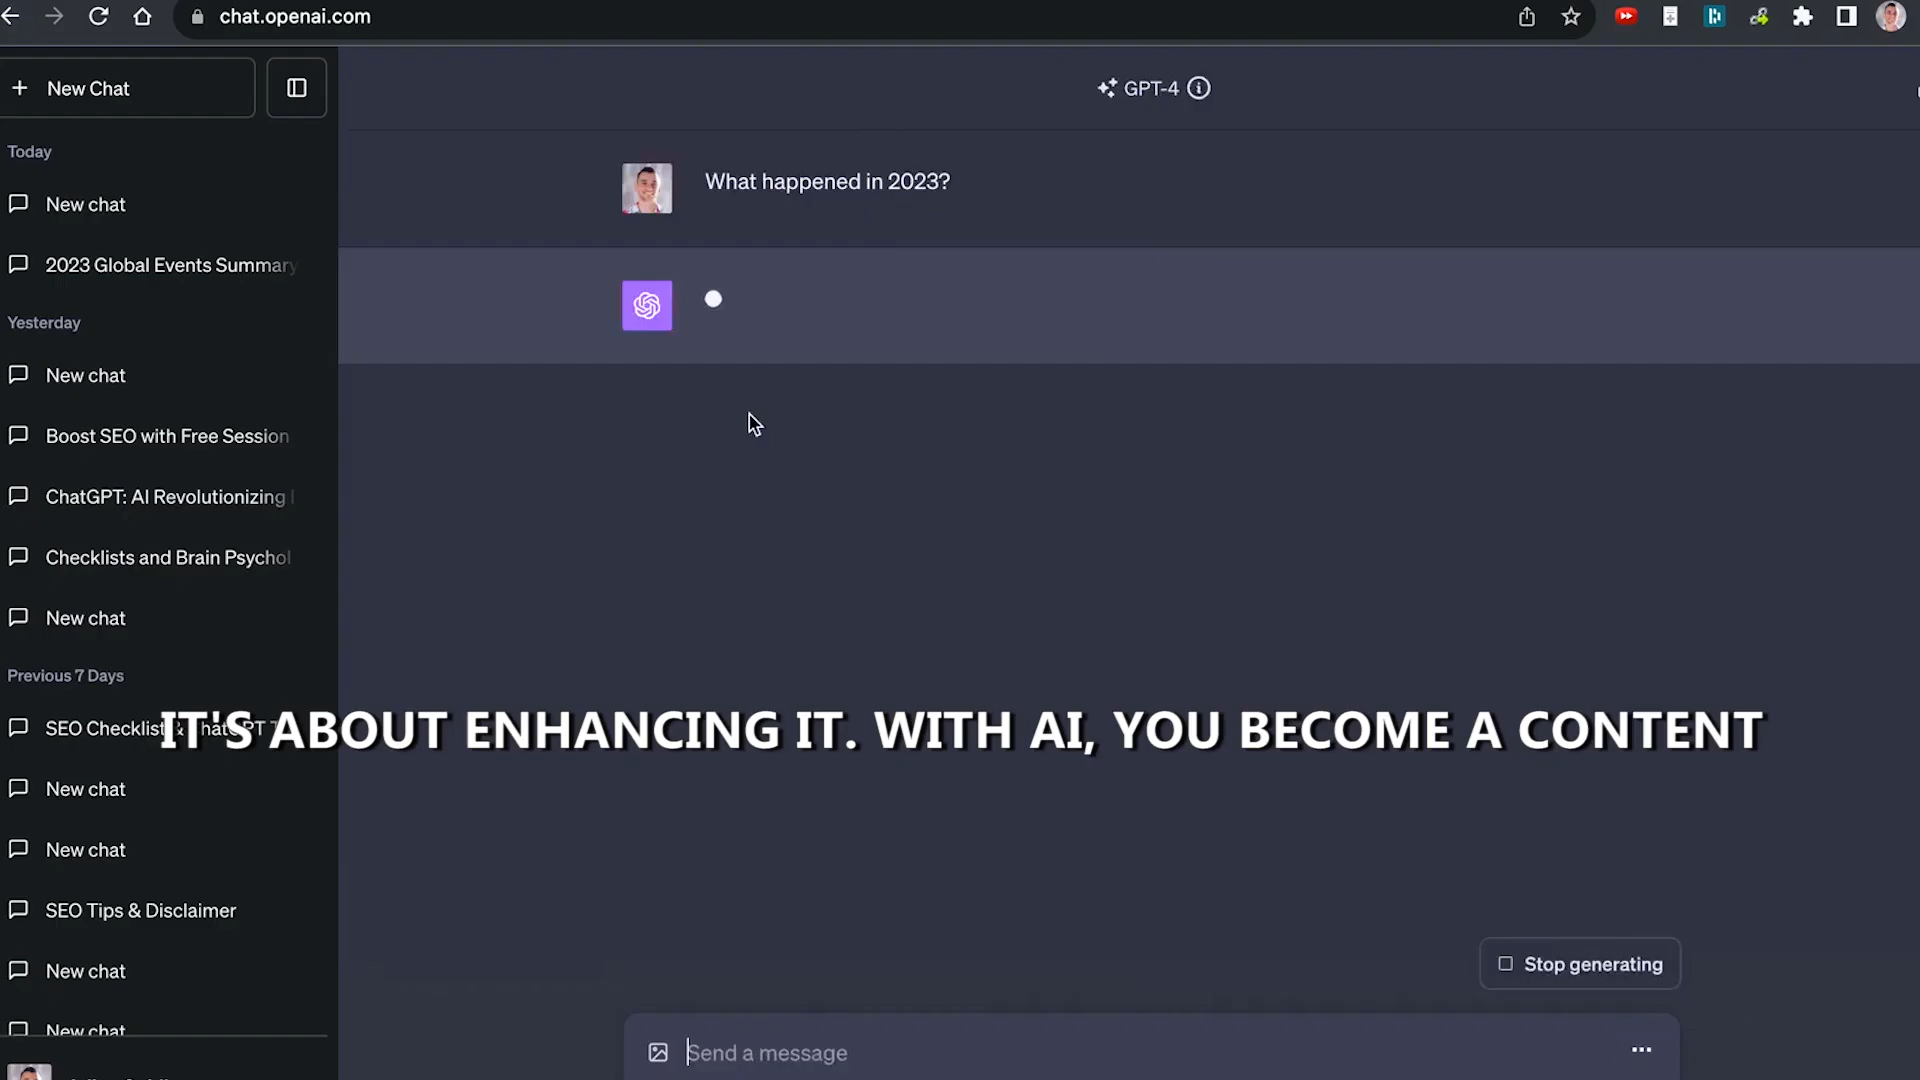 chat.openai.com
New Chat
GPT-4
Today
What happened in 2023?
New chat
2023 Global Events Summary
Yesterday
New chat
Boost SEO with Free Session
ChatGPT: AI Revolutionizing
Checklists and Brain Psychol
New chat
Previous 7 Days
SEO Checklist
IT'S ABOUT ENHANCING IT. WITH AI, YOU BECOME A CONTENT
New chat
New chat
SEO Tips & Disclaimer
New chat
Stop generating
New chat
Send a message